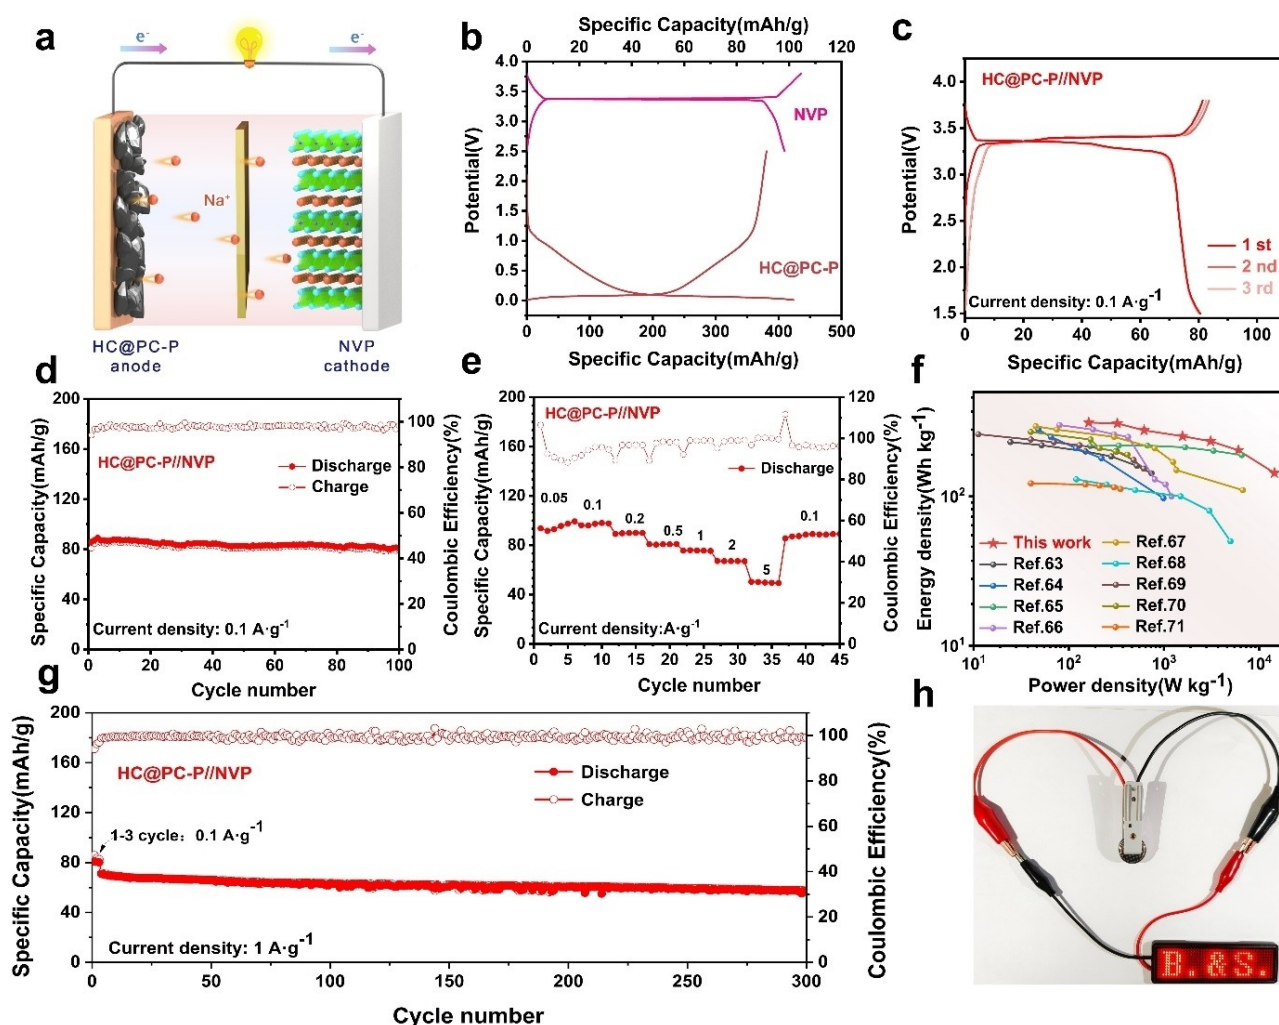 a
e⁻
e⁻
Na⁺
HC@PC-P
anode
NVP
cathode
b
Specific Capacity(mAh/g)
0 20 40 60 80 100 120
4.0
3.5
3.0
2.5
2.0
1.5
1.0
0.5
0.0
Potential(V)
NVP
HC@PC-P
0 100 200 300 400 500
Specific Capacity(mAh/g)
c
HC@PC-P//NVP
4.0
3.5
3.0
2.5
2.0
1.5
Potential(V)
1 st
2 nd
3 rd
Current density: 0.1 A·g⁻¹
0 20 40 60 80 100
Specific Capacity(mAh/g)
d
200
160
120
80
40
0
Specific Capacity(mAh/g)
HC@PC-P//NVP
Discharge
Charge
Current density: 0.1 A·g⁻¹
100
80
60
40
20
0
Coulombic Efficiency(%)
0 20 40 60 80 100
Cycle number
e
200
160
120
80
40
0
Specific Capacity(mAh/g)
HC@PC-P//NVP
Discharge
0.05
0.1
0.2
0.5
1
2
5
0.1
Current density:A·g⁻¹
120
100
80
60
40
20
0
Coulombic Efficiency(%)
0 5 10 15 20 25 30 35 40 45
Cycle number
f
Energy density(Wh kg⁻¹)
10²
10¹
This work
Ref.63
Ref.64
Ref.65
Ref.66
Ref.67
Ref.68
Ref.69
Ref.70
Ref.71
10¹ 10² 10³ 10⁴
Power density(W kg⁻¹)
g
200
160
120
80
40
0
Specific Capacity(mAh/g)
HC@PC-P//NVP
Discharge
Charge
1-3 cycle: 0.1 A·g⁻¹
Current density: 1 A·g⁻¹
100
80
60
40
20
0
Coulombic Efficiency(%)
0 50 100 150 200 250 300
Cycle number
h
B.&S.